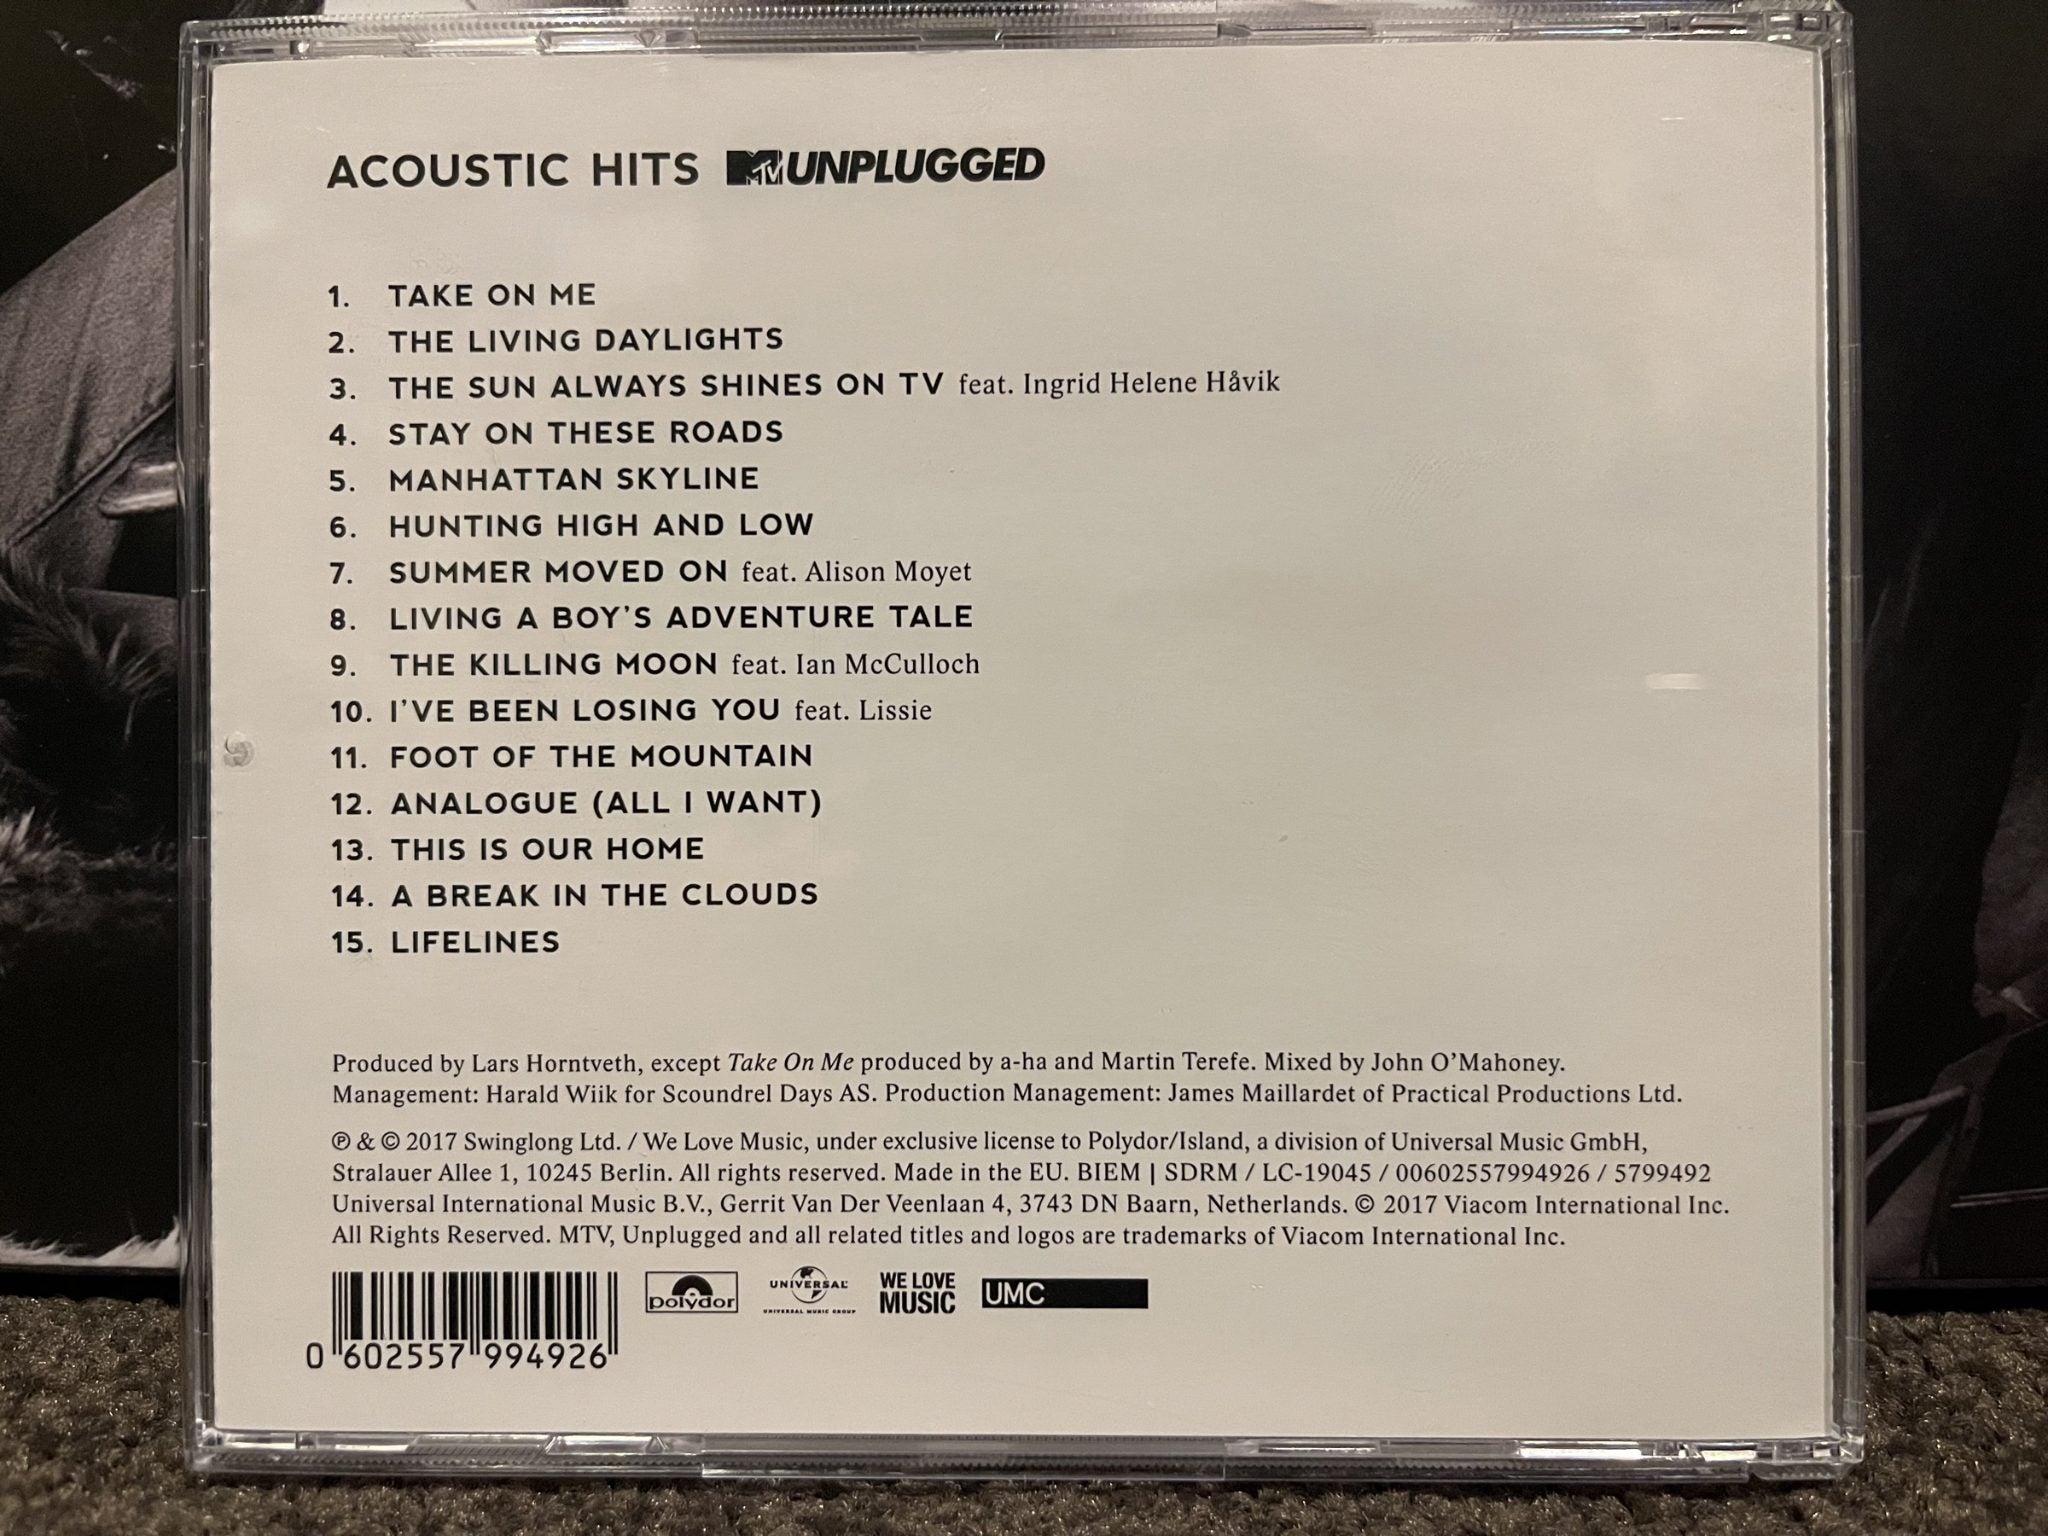 ACOUSTIC HITS MTV UNPLUGGED
1. TAKE ON ME
2. THE LIVING DAYLIGHTS
3. THE SUN ALWAYS SHINES ON TV feat. Ingrid Helene Håvik
4. STAY ON THESE ROADS
5. MANHATTAN SKYLINE
6. HUNTING HIGH AND LOW
7. SUMMER MOVED ON feat. Alison Moyet
8. LIVING A BOY'S ADVENTURE TALE
9. THE KILLING MOON feat. Ian McCulloch
10. I'VE BEEN LOSING YOU feat. Lissie
11. FOOT OF THE MOUNTAIN
12. ANALOGUE (ALL I WANT)
13. THIS IS OUR HOME
14. A BREAK IN THE CLOUDS
15. LIFELINES
Produced by Lars Horntveth, except Take On Me produced by a-ha and Martin Terefe. Mixed by John O'Mahoney.
Management: Harald Wiik for Scoundrel Days AS. Production Management: James Maillardet of Practical Productions Ltd.
℗ & © 2017 Swinglong Ltd. / We Love Music, under exclusive license to Polydor/Island, a division of Universal Music GmbH,
Stralauer Allee 1, 10245 Berlin. All rights reserved. Made in the EU. BIEM | SDRM / LC-19045 / 00602557994926 / 5799492
Universal International Music B.V., Gerrit Van Der Veenlaan 4, 3743 DN Baarn, Netherlands. © 2017 Viacom International Inc.
All Rights Reserved. MTV, Unplugged and all related titles and logos are trademarks of Viacom International Inc.
polydor UNIVERSAL UNIVERSAL MUSIC GROUP WE LOVE MUSIC UMC
0 602557 994926